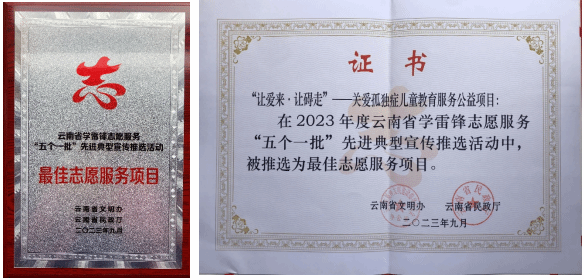 志
云南省学雷锋志愿服务
“五个一批”先进典型宣传推选活动
最佳志愿服务项目
云南省文明办
云南省民政厅
二〇二三年九月
证书
“让爱来·让碍走”——关爱孤独症儿童教育服务公益项目：
在2023年度云南省学雷锋志愿服务
“五个一批”先进典型宣传推选活动中，
被推选为最佳志愿服务项目。
云南省文明办 云南省民政厅
二〇二三年九月